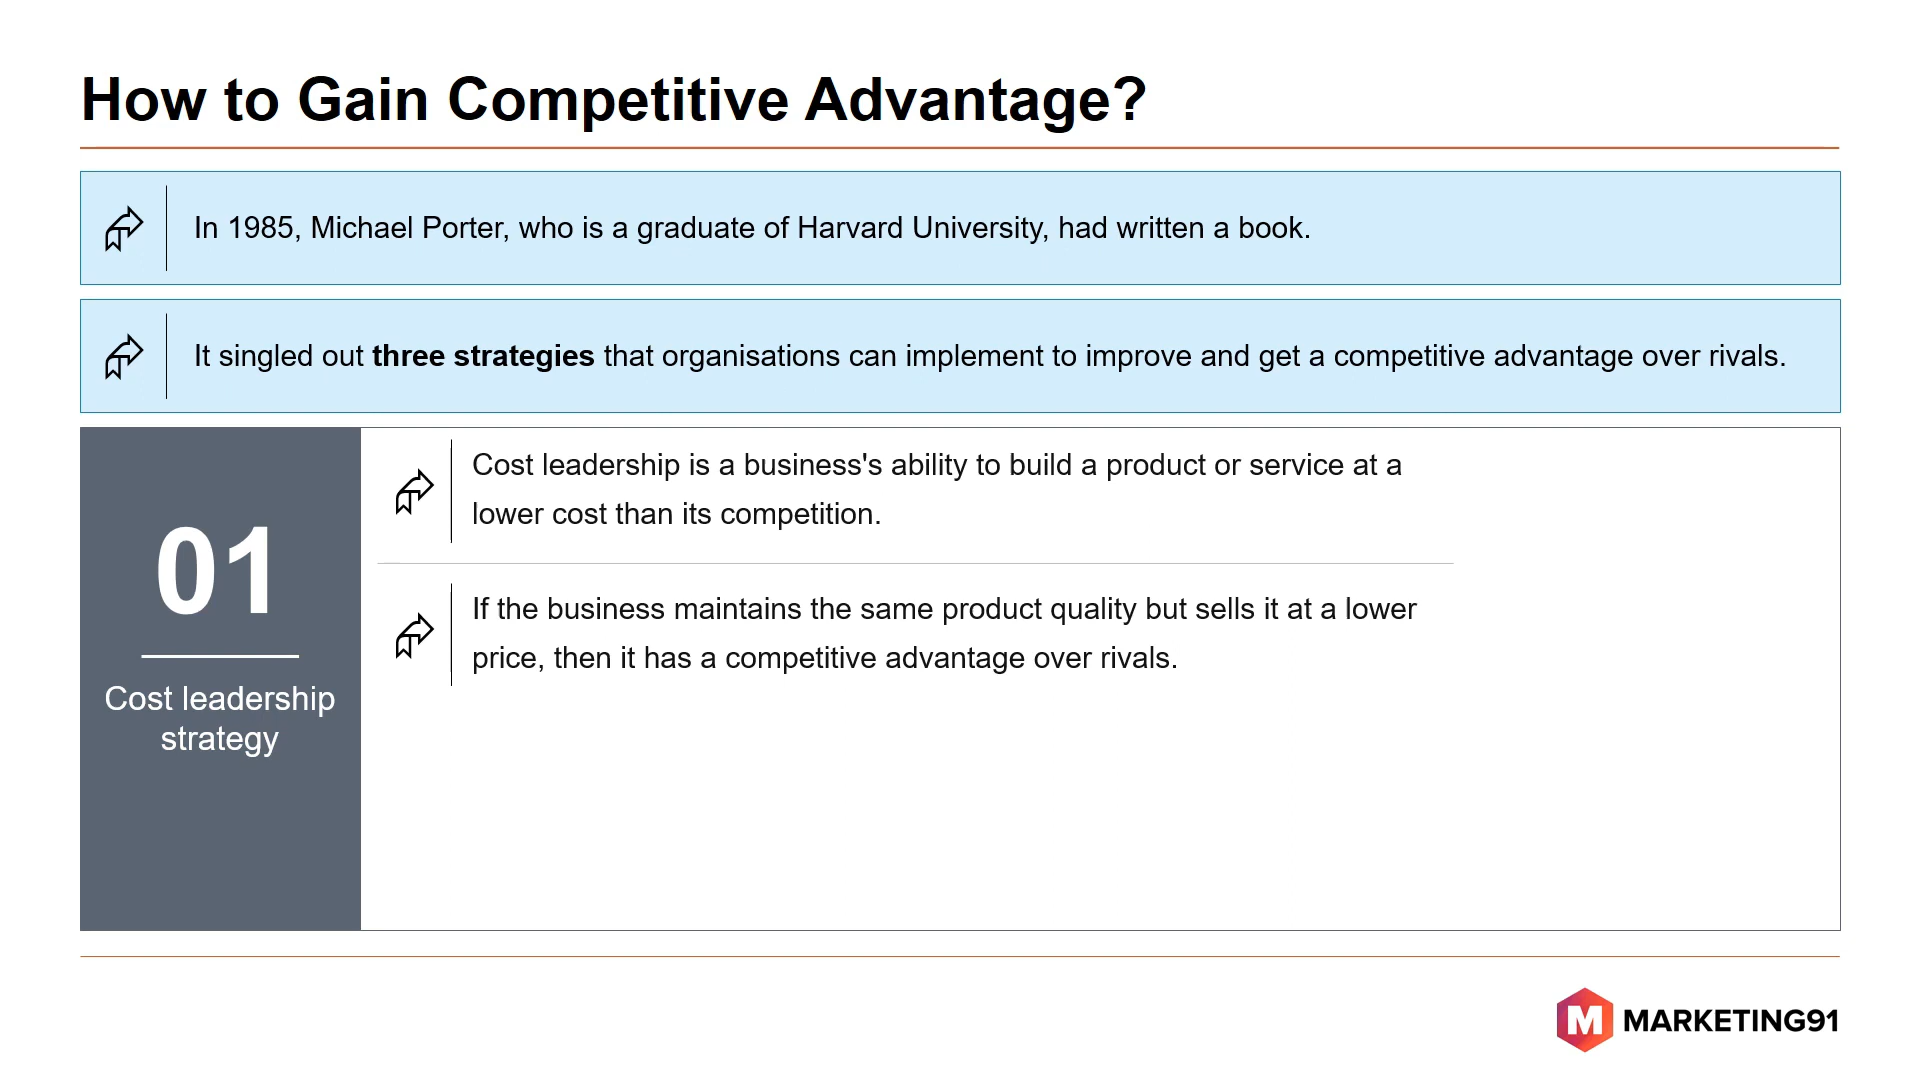 How to Gain Competitive Advantage?
In 1985, Michael Porter, who is a graduate of Harvard University, had written a book.
It singled out three strategies that organisations can implement to improve and get a competitive advantage over rivals.
01
Cost leadership
strategy
Cost leadership is a business's ability to build a product or service at a
lower cost than its competition.
If the business maintains the same product quality but sells it at a lower
price, then it has a competitive advantage over rivals.
M MARKETING91